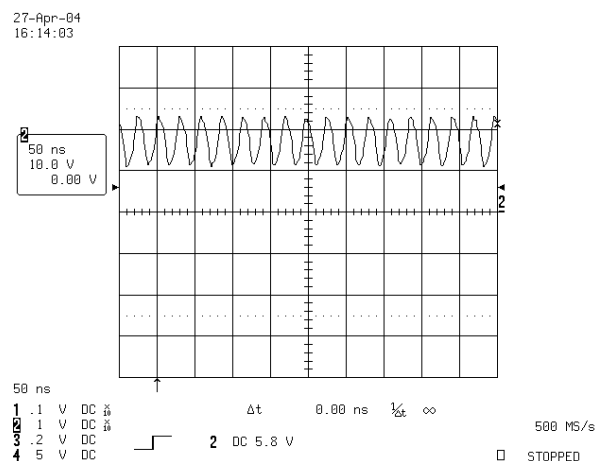 27-Apr-04
16:14:03
2
50 ns
10.0 V
0.00 V
2
50 ns
1 .1 V DC ×10
2 1 V DC ×10
3 .2 V DC
4 5 V DC
Δt 0.00 ns 1/Δt ∞
2 DC 5.8 V
500 MS/s
STOPPED